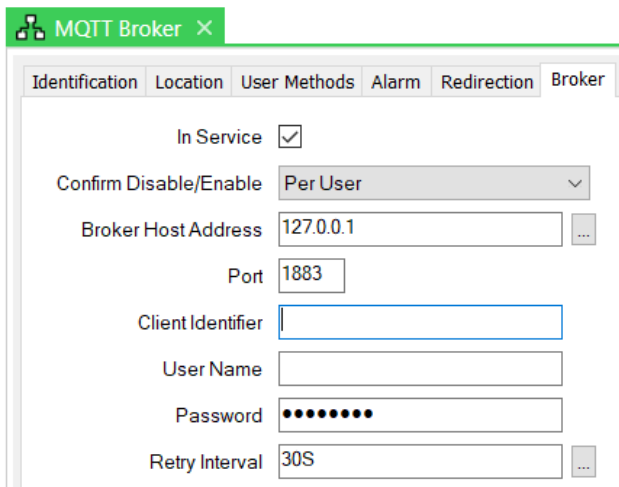 MQTT Broker ×
Identification Location User Methods Alarm Redirection Broker
In Service
Confirm Disable/Enable Per User
Broker Host Address 127.0.0.1 ...
Port 1883
Client Identifier
User Name
Password ●●●●●●●●
Retry Interval 30S ...